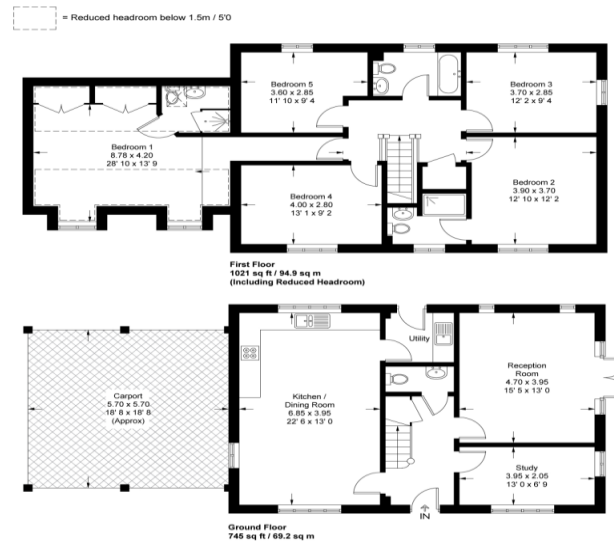 = Reduced headroom below 1.5m / 5'0
Bedroom 5
3.60 x 2.85
11' 10 x 9' 4
Bedroom 3
3.70 x 2.85
12' 2 x 9' 4
Bedroom 1
8.78 x 4.20
28' 10 x 13' 9
Bedroom 4
4.00 x 2.80
13' 1 x 9' 2
Bedroom 2
3.90 x 3.70
12' 10 x 12' 2
First Floor
1021 sq ft / 94.9 sq m
(Including Reduced Headroom)
Utility
Reception
Room
4.70 x 3.95
15' 5 x 13' 0
Carport
5.70 x 5.70
18' 8 x 18' 8
(Approx)
Kitchen /
Dining Room
6.85 x 3.95
22' 6 x 13' 0
Study
3.95 x 2.05
13' 0 x 6' 9
IN
Ground Floor
745 sq ft / 69.2 sq m